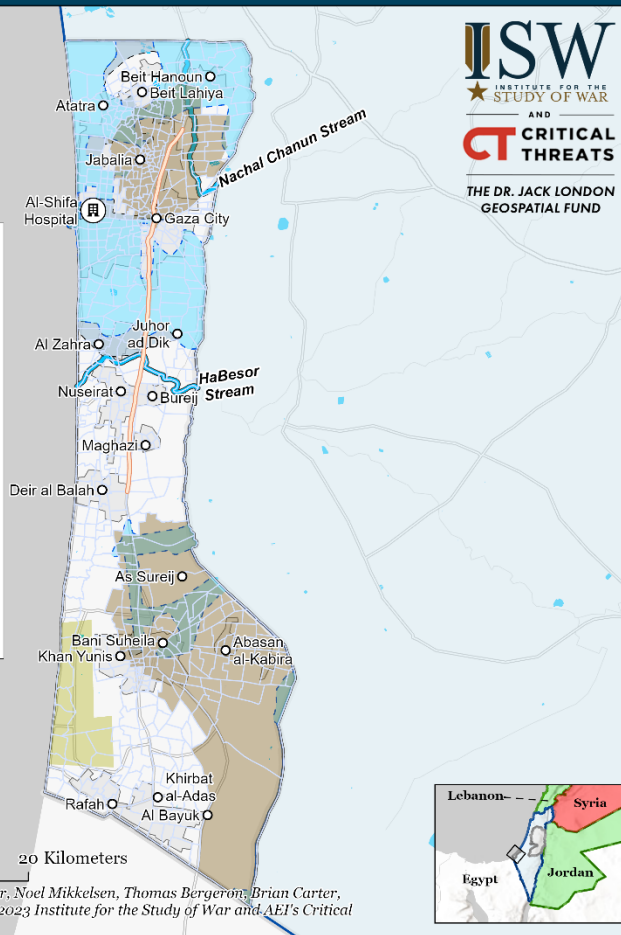 ISW
INSTITUTE FOR THE
STUDY OF WAR
AND
CT CRITICAL
THREATS
THE DR. JACK LONDON
GEOSPATIAL FUND
Beit Hanoun
Beit Lahiya
Atatra
Nachal Chanun Stream
Jabalia
Al-Shifa
Hospital
Gaza City
Juhor
ad Dik
Al Zahra
HaBesor
Stream
Nuseirat
Bureij
Maghazi
Deir al Balah
As Sureij
Bani Suheila
Abasan
al-Kabira
Khan Yunis
Khirbat
al-Adas
Rafah
Al Bayuk
Lebanon
Syria
Jordan
Egypt
20 Kilometers
r, Noel Mikkelsen, Thomas Bergeron, Brian Carter,
2023 Institute for the Study of War and AEI's Critical